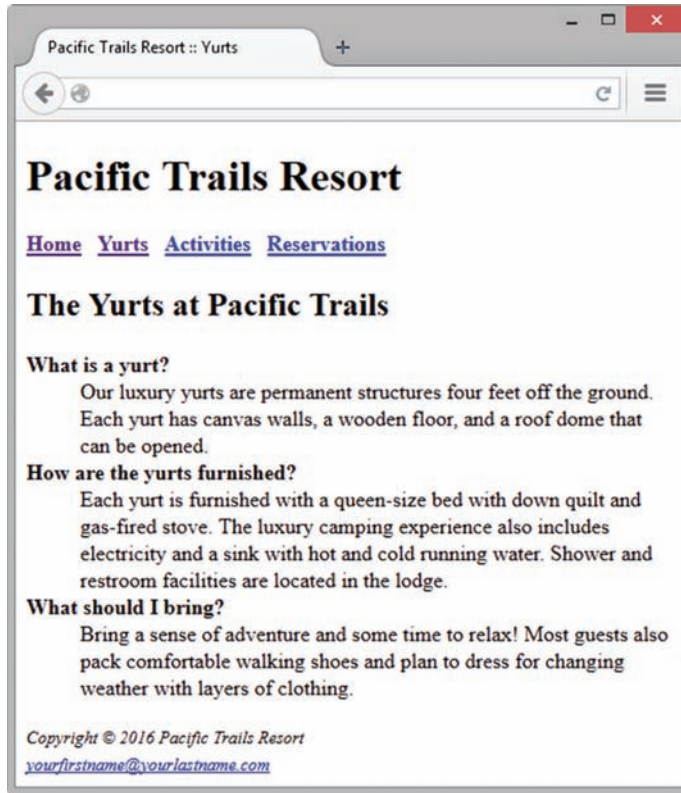 Pacific Trails Resort :: Yurts
Pacific Trails Resort
Home Yurts Activities Reservations
The Yurts at Pacific Trails
What is a yurt?
Our luxury yurts are permanent structures four feet off the ground.
Each yurt has canvas walls, a wooden floor, and a roof dome that
can be opened.
How are the yurts furnished?
Each yurt is furnished with a queen-size bed with down quilt and
gas-fired stove. The luxury camping experience also includes
electricity and a sink with hot and cold running water. Shower and
restroom facilities are located in the lodge.
What should I bring?
Bring a sense of adventure and some time to relax! Most guests also
pack comfortable walking shoes and plan to dress for changing
weather with layers of clothing.
Copyright © 2016 Pacific Trails Resort
yourfirstname@yourlastname.com